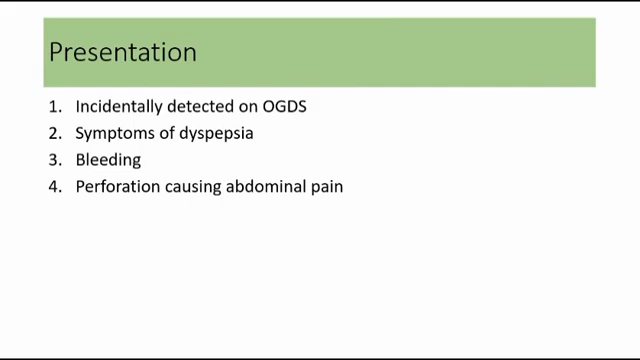 Presentation
1. Incidentally detected on OGDS
2. Symptoms of dyspepsia
3. Bleeding
4. Perforation causing abdominal pain